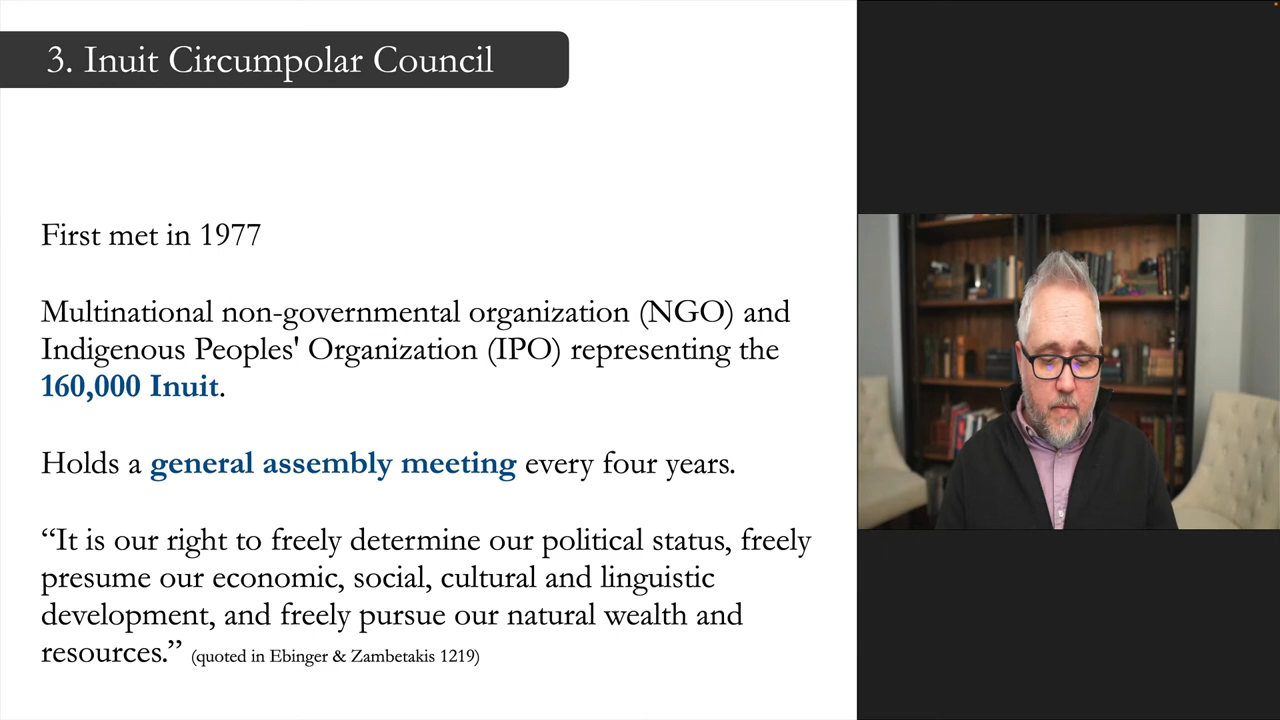 3. Inuit Circumpolar Council
First met in 1977
Multinational non-governmental organization (NGO) and
Indigenous Peoples' Organization (IPO) representing the
160,000 Inuit.
Holds a general assembly meeting every four years.
“It is our right to freely determine our political status, freely
presume our economic, social, cultural and linguistic
development, and freely pursue our natural wealth and
resources.” (quoted in Ebinger & Zambetakis 1219)